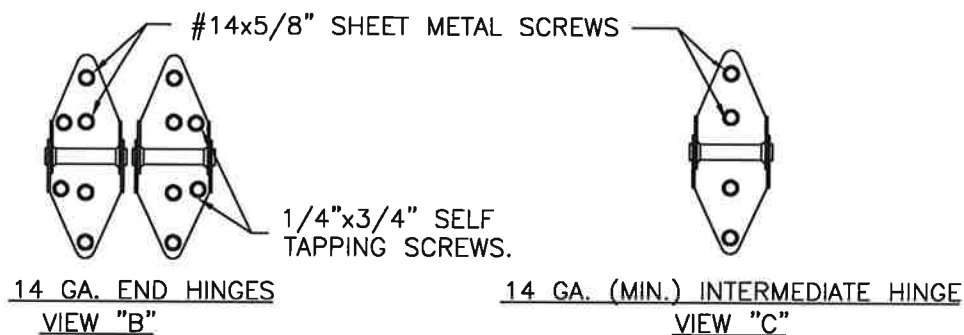 #14x5/8" SHEET METAL SCREWS
1/4"x3/4" SELF
TAPPING SCREWS.
14 GA. END HINGES
VIEW "B"
14 GA. (MIN.) INTERMEDIATE HINGE
VIEW "C"